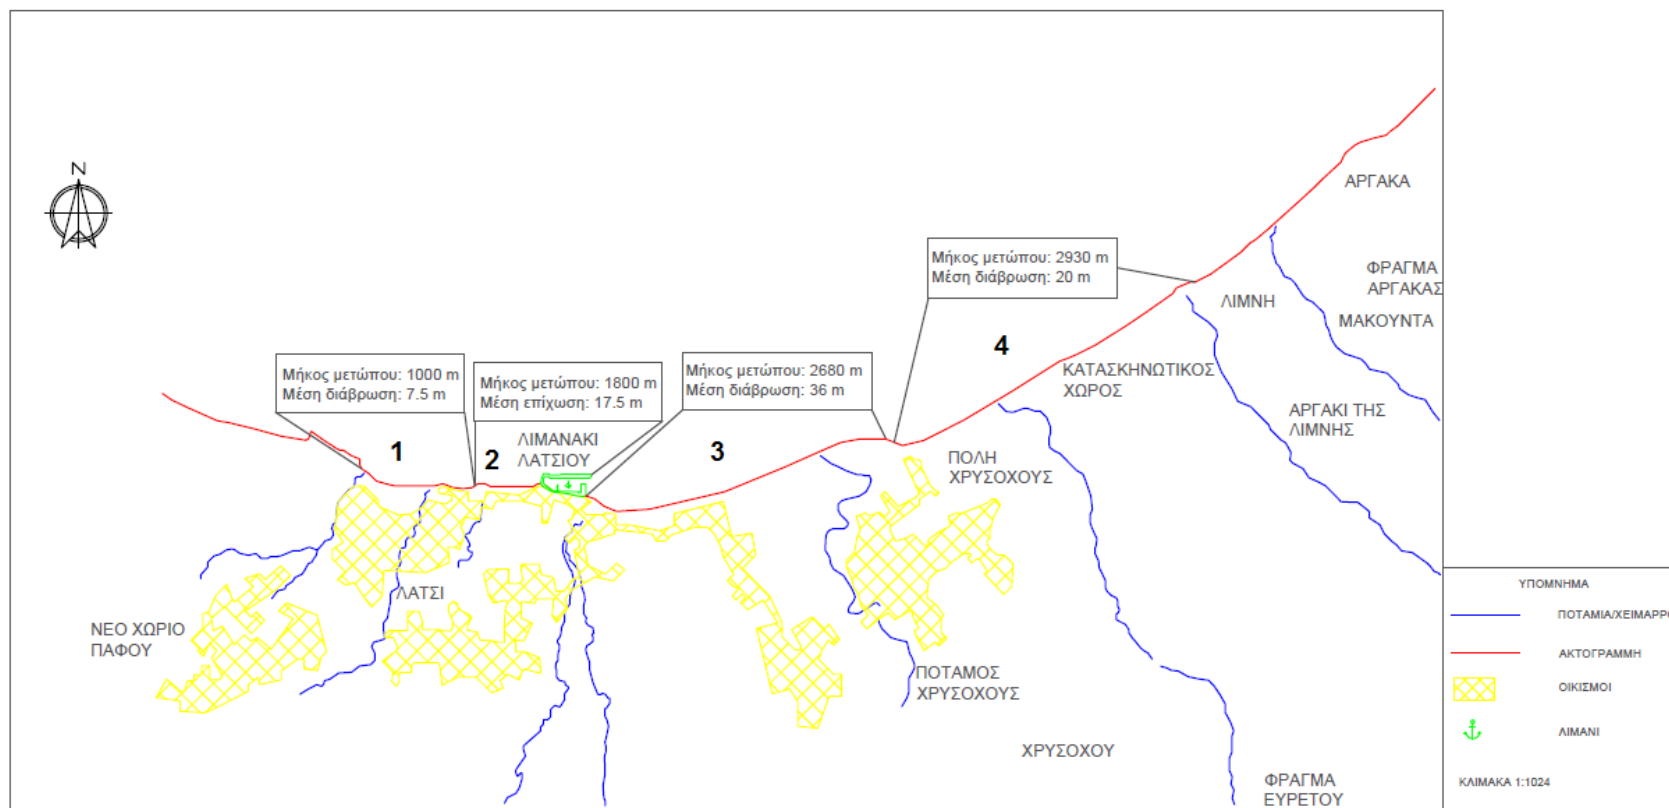 N
ΑΡΓΑΚΑ
Μήκος μετώπου: 2930 m
Μέση διάβρωση: 20 m
ΦΡΑΓΜΑ
ΑΡΓΑΚΑΣ
ΛΙΜΝΗ
ΜΑΚΟΥΝΤΑ
4
ΚΑΤΑΣΚΗΝΩΤΙΚΟΣ
ΧΩΡΟΣ
Μήκος μετώπου: 1000 m
Μέση διάβρωση: 7.5 m
Μήκος μετώπου: 1800 m
Μέση επίχωση: 17.5 m
Μήκος μετώπου: 2680 m
Μέση διάβρωση: 36 m
ΑΡΓΑΚΙ ΤΗΣ
ΛΙΜΝΗΣ
1
2
ΛΙΜΑΝΑΚΙ
ΛΑΤΣΙΟΥ
3
ΠΟΛΗ
ΧΡΥΣΟΧΟΥΣ
ΛΑΤΣΙ
ΝΕΟ ΧΩΡΙΟ
ΠΑΦΟΥ
ΠΟΤΑΜΟΣ
ΧΡΥΣΟΧΟΥΣ
ΧΡΥΣΟΧΟΥ
ΦΡΑΓΜΑ
ΕΥΡΕΤΟΥ
ΥΠΟΜΝΗΜΑ
ΠΟΤΑΜΙΑ/ΧΕΙΜΑΡΡΟ
ΑΚΤΟΓΡΑΜΜΗ
ΟΙΚΙΣΜΟΙ
ΛΙΜΑΝΙ
ΚΛΙΜΑΚΑ 1:1024